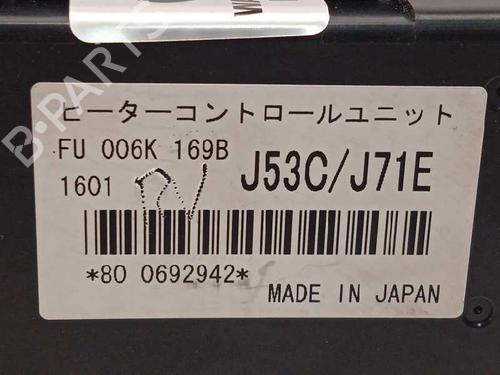 B-PARTS
ヒーターコントロールユニット
FU 006K 169B
1601
J53C/J71E
*80 0692942*
MADE IN JAPAN